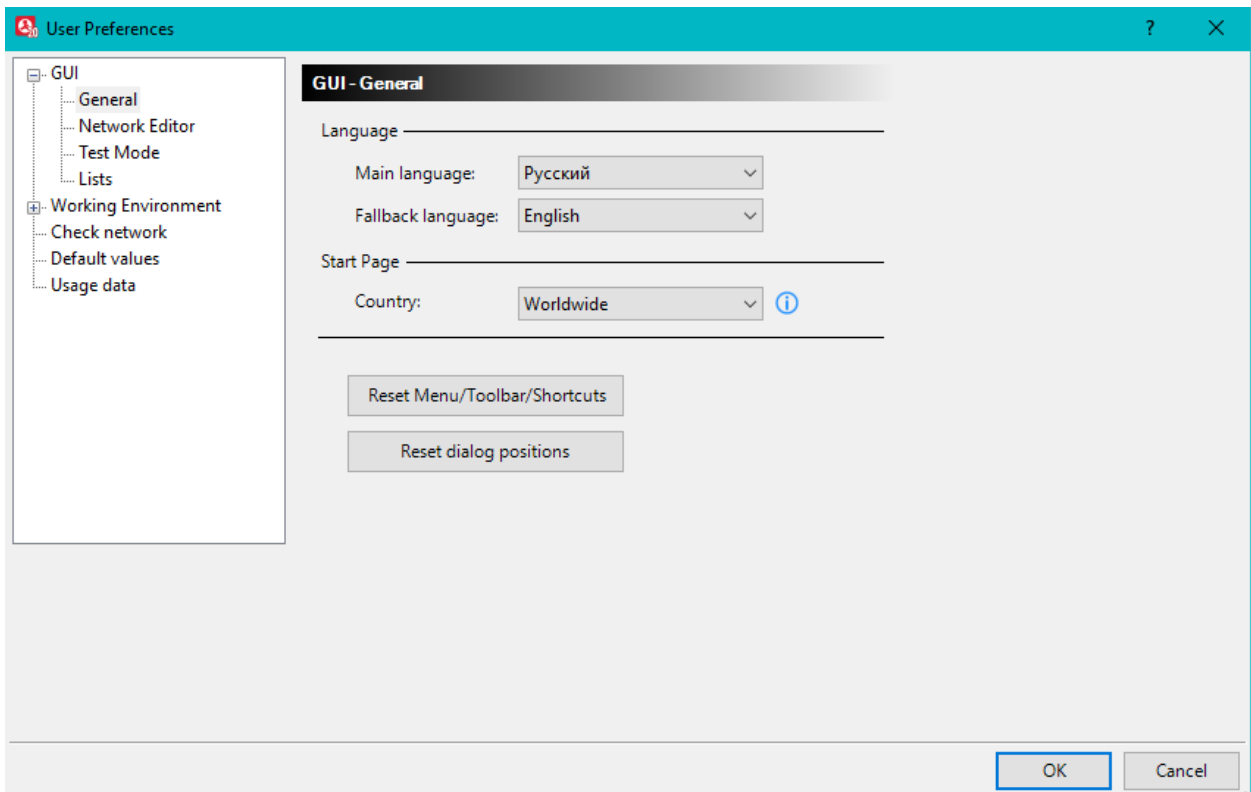 User Preferences
GUI
General
Network Editor
Test Mode
Lists
Working Environment
Check network
Default values
Usage data
GUI - General
Language
Main language: Русский
Fallback language: English
Start Page
Country: Worldwide
Reset Menu/Toolbar/Shortcuts
Reset dialog positions
OK Cancel